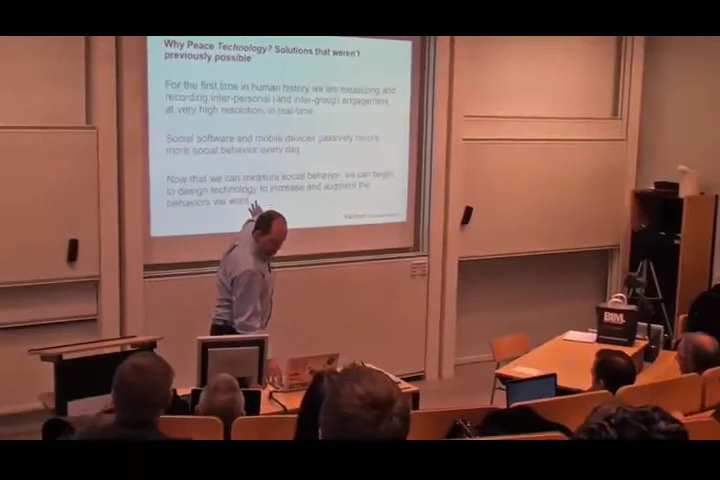 Why Peace Technology? Solutions that weren't
previously possible
For the first time in human history we are measuring and
recording inter-personal (and inter-group) engagement,
at very high resolution, in real-time.
Social software and mobile devices passively record
more social behavior every day
Now that we can measure social behavior, we can begin
to design technology to increase and augment the
behaviors we want
BIM